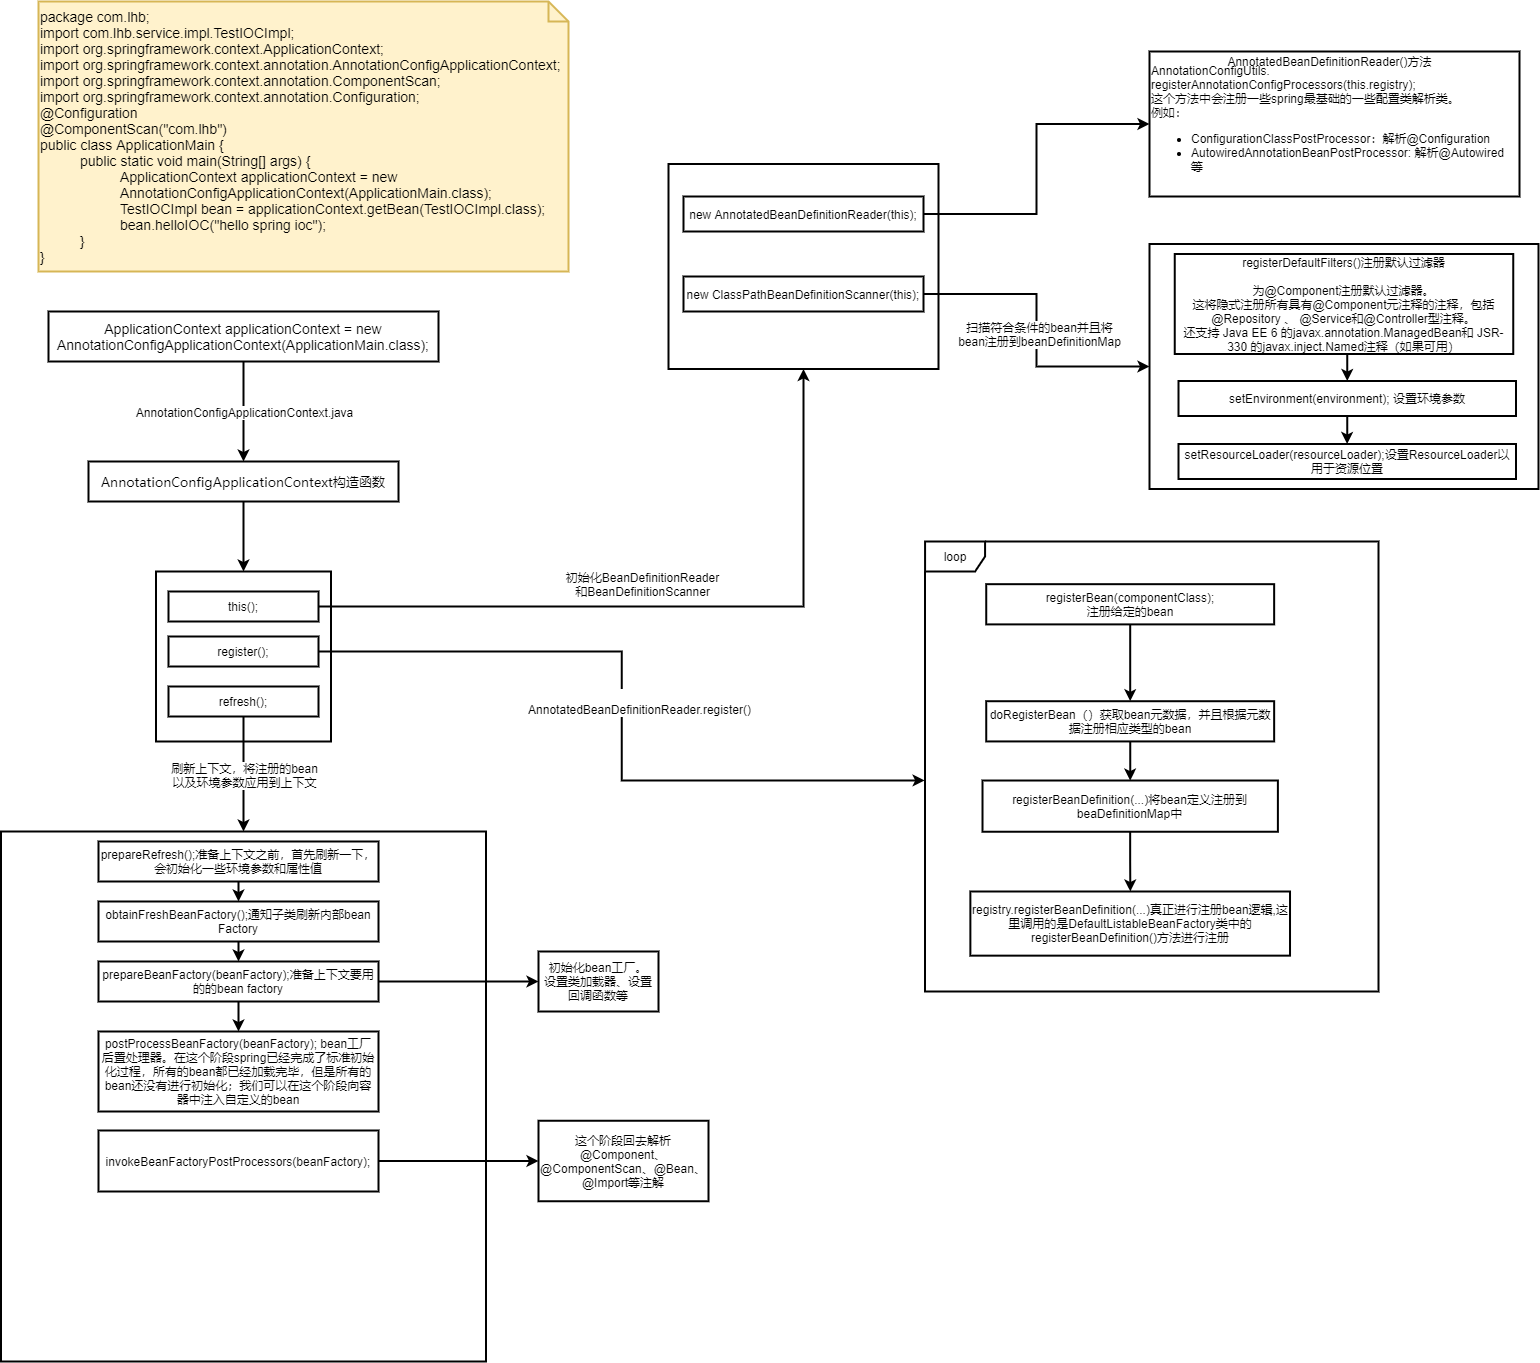 package com.lhb;
import com.lhb.service.impl.TestIOCImpl;
import org.springframework.context.ApplicationContext;
import org.springframework.context.annotation.AnnotationConfigApplicationContext;
import org.springframework.context.annotation.ComponentScan;
import org.springframework.context.annotation.Configuration;
@Configuration
@ComponentScan("com.lhb")
public class ApplicationMain {
public static void main(String[] args) {
ApplicationContext applicationContext = new
AnnotationConfigApplicationContext(ApplicationMain.class);
TestIOCImpl bean = applicationContext.getBean(TestIOCImpl.class);
bean.helloIOC("hello spring ioc");
}
}
ApplicationContext applicationContext = new
AnnotationConfigApplicationContext(ApplicationMain.class);
AnnotationConfigApplicationContext.java
AnnotationConfigApplicationContext构造函数
this();
register();
refresh();
初始化BeanDefinitionReader
和BeanDefinitionScanner
AnnotatedBeanDefinitionReader.register()
刷新上下文，将注册的bean
以及环境参数应用到上下文
new AnnotatedBeanDefinitionReader(this);
new ClassPathBeanDefinitionScanner(this);
扫描符合条件的bean并且将
bean注册到beanDefinitionMap
AnnotatedBeanDefinitionReader()方法
AnnotationConfigUtils.
registerAnnotationConfigProcessors(this.registry);
这个方法中会注册一些spring最基础的一些配置类解析类。
例如：
• ConfigurationClassPostProcessor：解析@Configuration
• AutowiredAnnotationBeanPostProcessor: 解析@Autowired
等
registerDefaultFilters()注册默认过滤器
为@Component注册默认过滤器。
这将隐式注册所有具有@Component元注释的注释，包括
@Repository 、 @Service和@Controller型注释。
还支持 Java EE 6 的javax.annotation.ManagedBean和 JSR-
330 的javax.inject.Named注释（如果可用）
setEnvironment(environment); 设置环境参数
setResourceLoader(resourceLoader);设置ResourceLoader以
用于资源位置
loop
registerBean(componentClass);
注册给定的bean
doRegisterBean（）获取bean元数据，并且根据元数
据注册相应类型的bean
registerBeanDefinition(...)将bean定义注册到
beaDefinitionMap中
registry.registerBeanDefinition(...)真正进行注册bean逻辑,这
里调用的是DefaultListableBeanFactory类中的
registerBeanDefinition()方法进行注册
prepareRefresh();准备上下文之前，首先刷新一下，
会初始化一些环境参数和属性值
obtainFreshBeanFactory();通知子类刷新内部bean
Factory
prepareBeanFactory(beanFactory);准备上下文要用
的的bean factory
初始化bean工厂。
设置类加载器、设置
回调函数等
postProcessBeanFactory(beanFactory); bean工厂
后置处理器。在这个阶段spring已经完成了标准初始
化过程，所有的bean都已经加载完毕，但是所有的
bean还没有进行初始化；我们可以在这个阶段向容
器中注入自定义的bean
invokeBeanFactoryPostProcessors(beanFactory);
这个阶段回去解析
@Component、
@ComponentScan、@Bean、
@Import等注解